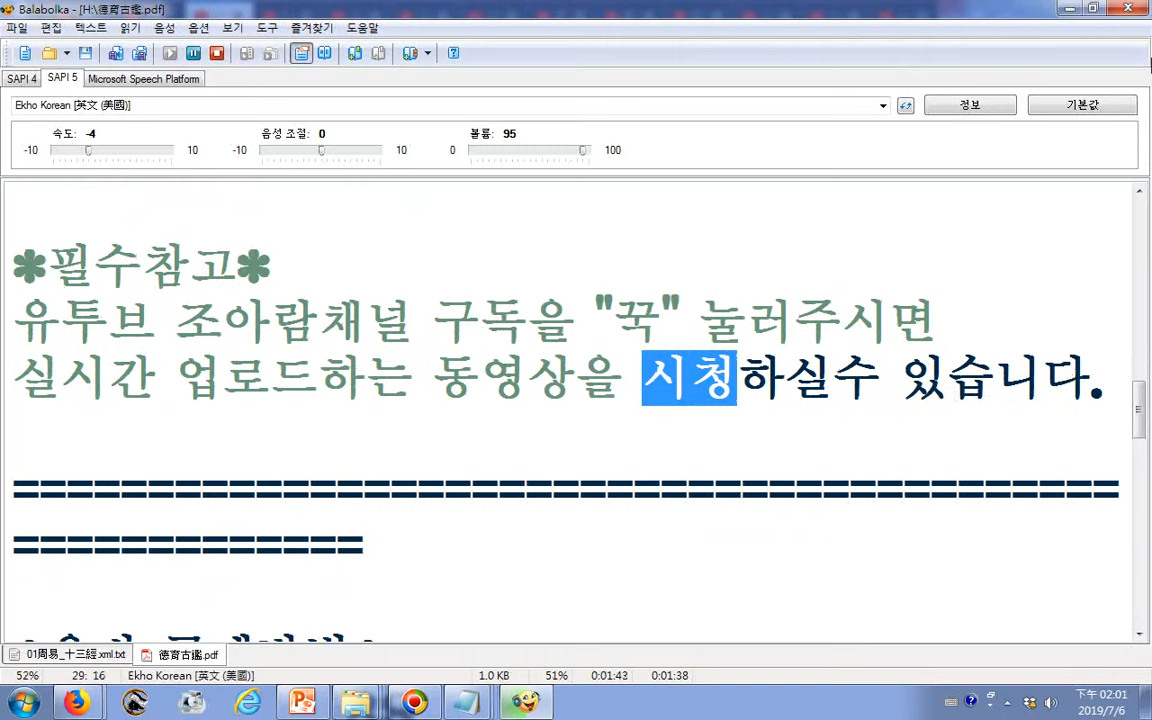 Balabolka - [H:\德育古鑑.pdf]
파일 편집 텍스트 읽기 음성 옵션 보기 도구 즐겨찾기 도움말
SAPI 4 SAPI 5 Microsoft Speech Platform
Ekho Korean [英文 (美國)] 정보 기본값
속도: -4 음성 조절: 0 볼륨: 95
-10 10 -10 10 0 100
✽필수참고✽
유투브 조아람채널 구독을 "꾹" 눌러주시면
실시간 업로드하는 동영상을 시청하실수 있습니다.
=========================================
=============
01周易_十三經.xml.txt 德育古鑑.pdf
52% 29: 16 Ekho Korean [英文 (美國)] 1.0 KB 51% 0:01:43 0:01:38
下午 02:01
2019/7/6